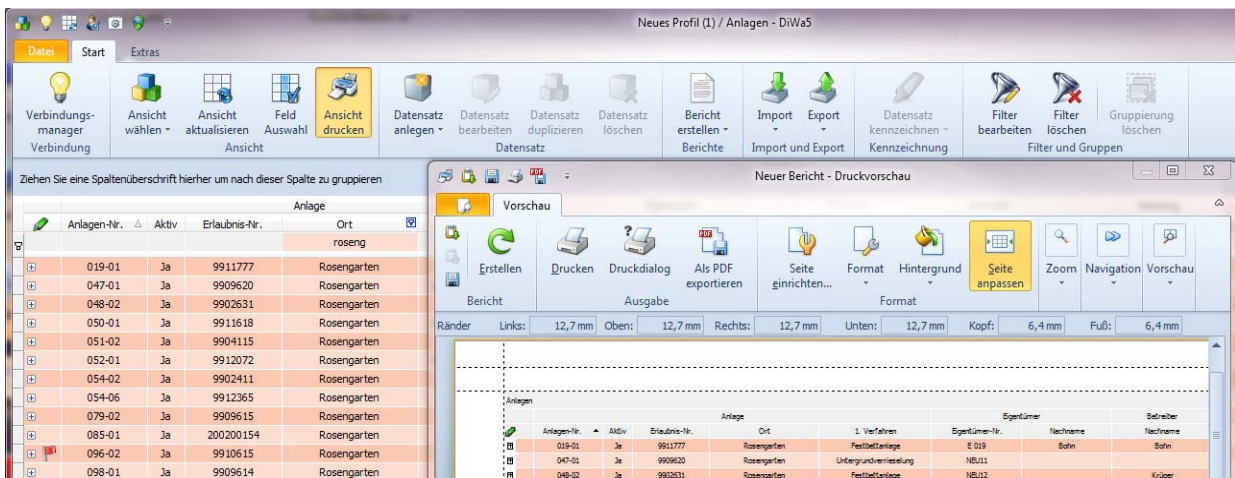 Neues Profil (1) / Anlagen - DiWa5
Datei Start Extras
Verbindungs-
manager
Ansicht
wählen
Ansicht
aktualisieren
Feld
Auswahl
Ansicht
drucken
Datensatz
anlegen
Datensatz
bearbeiten
Datensatz
duplizieren
Datensatz
löschen
Bericht
erstellen
Import Export
Datensatz
kennzeichnen
Filter
bearbeiten
Filter
löschen
Gruppierung
löschen
Verbindung Ansicht Datensatz Berichte Import und Export Kennzeichnung Filter und Gruppen
Ziehen Sie eine Spaltenüberschrift hierher um nach dieser Spalte zu gruppieren
Anlage
Anlagen-Nr. Aktiv Erlaubnis-Nr. Ort
roseng
019-01 Ja 9911777 Rosengarten
047-01 Ja 9909620 Rosengarten
048-02 Ja 9902631 Rosengarten
050-01 Ja 9911618 Rosengarten
051-02 Ja 9904115 Rosengarten
052-01 Ja 9912072 Rosengarten
054-02 Ja 9902411 Rosengarten
054-06 Ja 9912365 Rosengarten
079-02 Ja 9909615 Rosengarten
085-01 Ja 200200154 Rosengarten
096-02 Ja 9910615 Rosengarten
098-01 Ja 9909614 Rosengarten
Neuer Bericht - Druckvorschau
Vorschau
Erstellen
Drucken Druckdialog
Als PDF
exportieren
Seite
einrichten...
Format Hintergrund
Seite
anpassen
Zoom Navigation Vorschau
Bericht Ausgabe Format
Ränder Links: 12,7 mm Oben: 12,7 mm Rechts: 12,7 mm Unten: 12,7 mm Kopf: 6,4 mm Fuß: 6,4 mm
Anlagen
Anlage Eigentümer Betreiber
Anlagen-Nr. Aktiv Erlaubnis-Nr. Ort 1. Verfahren Eigentümer-Nr. Nachname Nachname
019-01 Ja 9911777 Rosengarten Festbettanlage E 019 Bohn Bohn
047-01 Ja 9909620 Rosengarten Untergrundverrieselung NEU11
048-02 Ja 9902631 Rosengarten Festbettanlage NEU12 Krüger